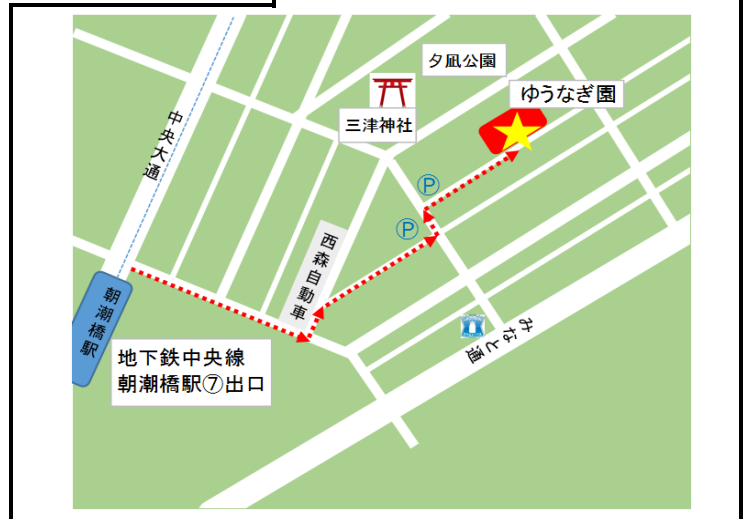 夕凪公園
ゆうなぎ園
三津神社
中央大通
Ⓟ
Ⓟ
西森自動車
朝潮橋駅
みなと通
地下鉄中央線
朝潮橋駅⑦出口